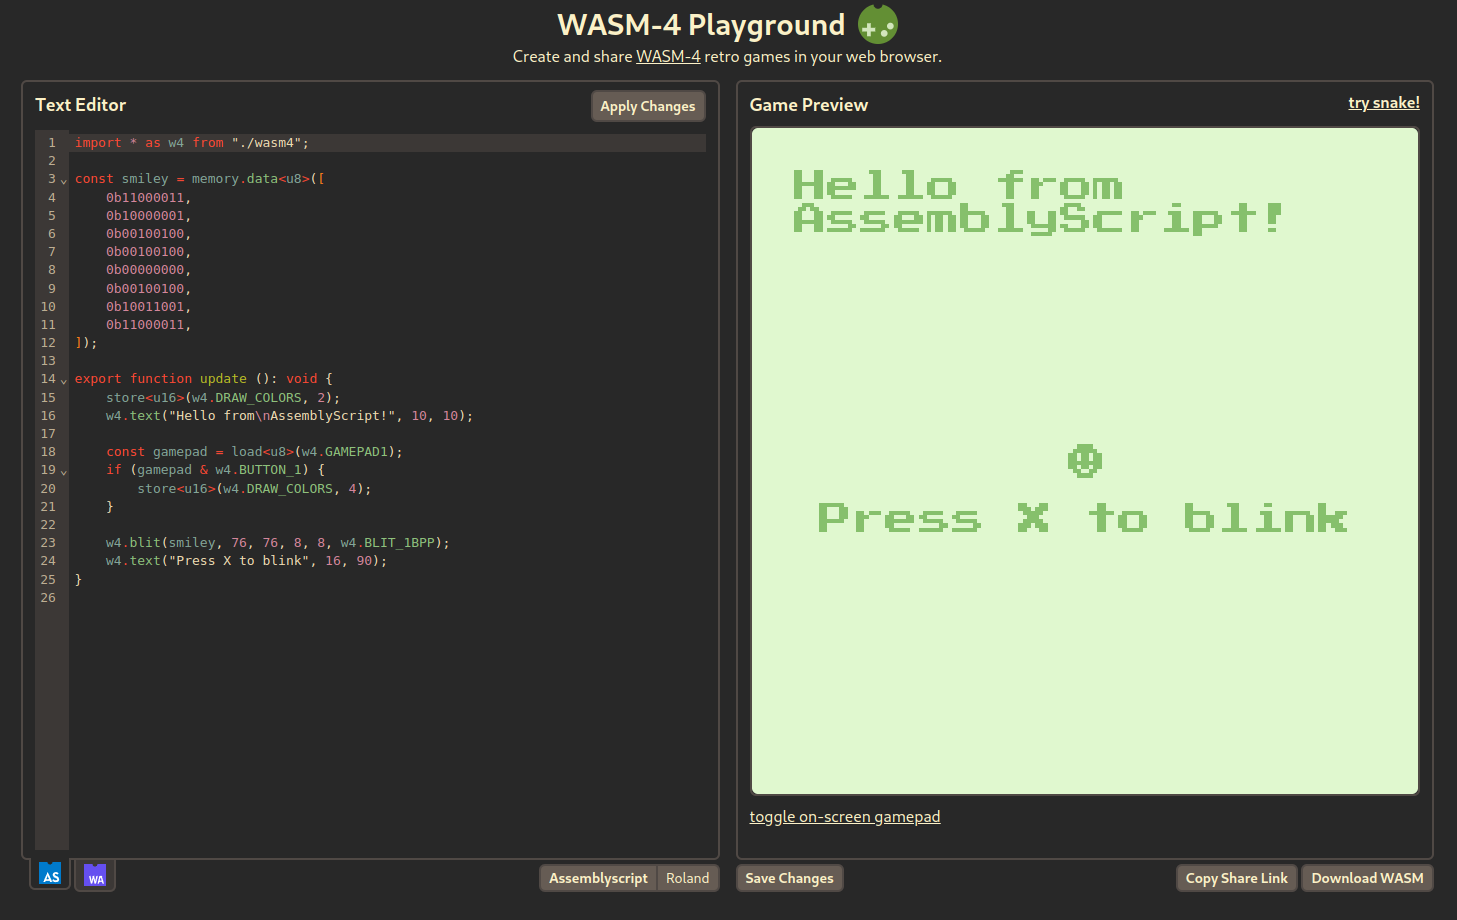 WASM-4 Playground
Create and share WASM-4 retro games in your web browser.
Text Editor
Apply Changes
1 import * as w4 from "./wasm4";
2
3 const smiley = memory.data<u8>([
4     0b11000011,
5     0b10000001,
6     0b00100100,
7     0b00100100,
8     0b00000000,
9     0b00100100,
10     0b10011001,
11     0b11000011,
12 ]);
13
14 export function update (): void {
15     store<u16>(w4.DRAW_COLORS, 2);
16     w4.text("Hello from\nAssemblyScript!", 10, 10);
17
18     const gamepad = load<u8>(w4.GAMEPAD1);
19     if (gamepad & w4.BUTTON_1) {
20         store<u16>(w4.DRAW_COLORS, 4);
21     }
22
23     w4.blit(smiley, 76, 76, 8, 8, w4.BLIT_1BPP);
24     w4.text("Press X to blink", 16, 90);
25 }
26
AS
WA
Assemblyscript
Roland
Game Preview
try snake!
Hello from
AssemblyScript!
Press X to blink
toggle on-screen gamepad
Save Changes
Copy Share Link
Download WASM